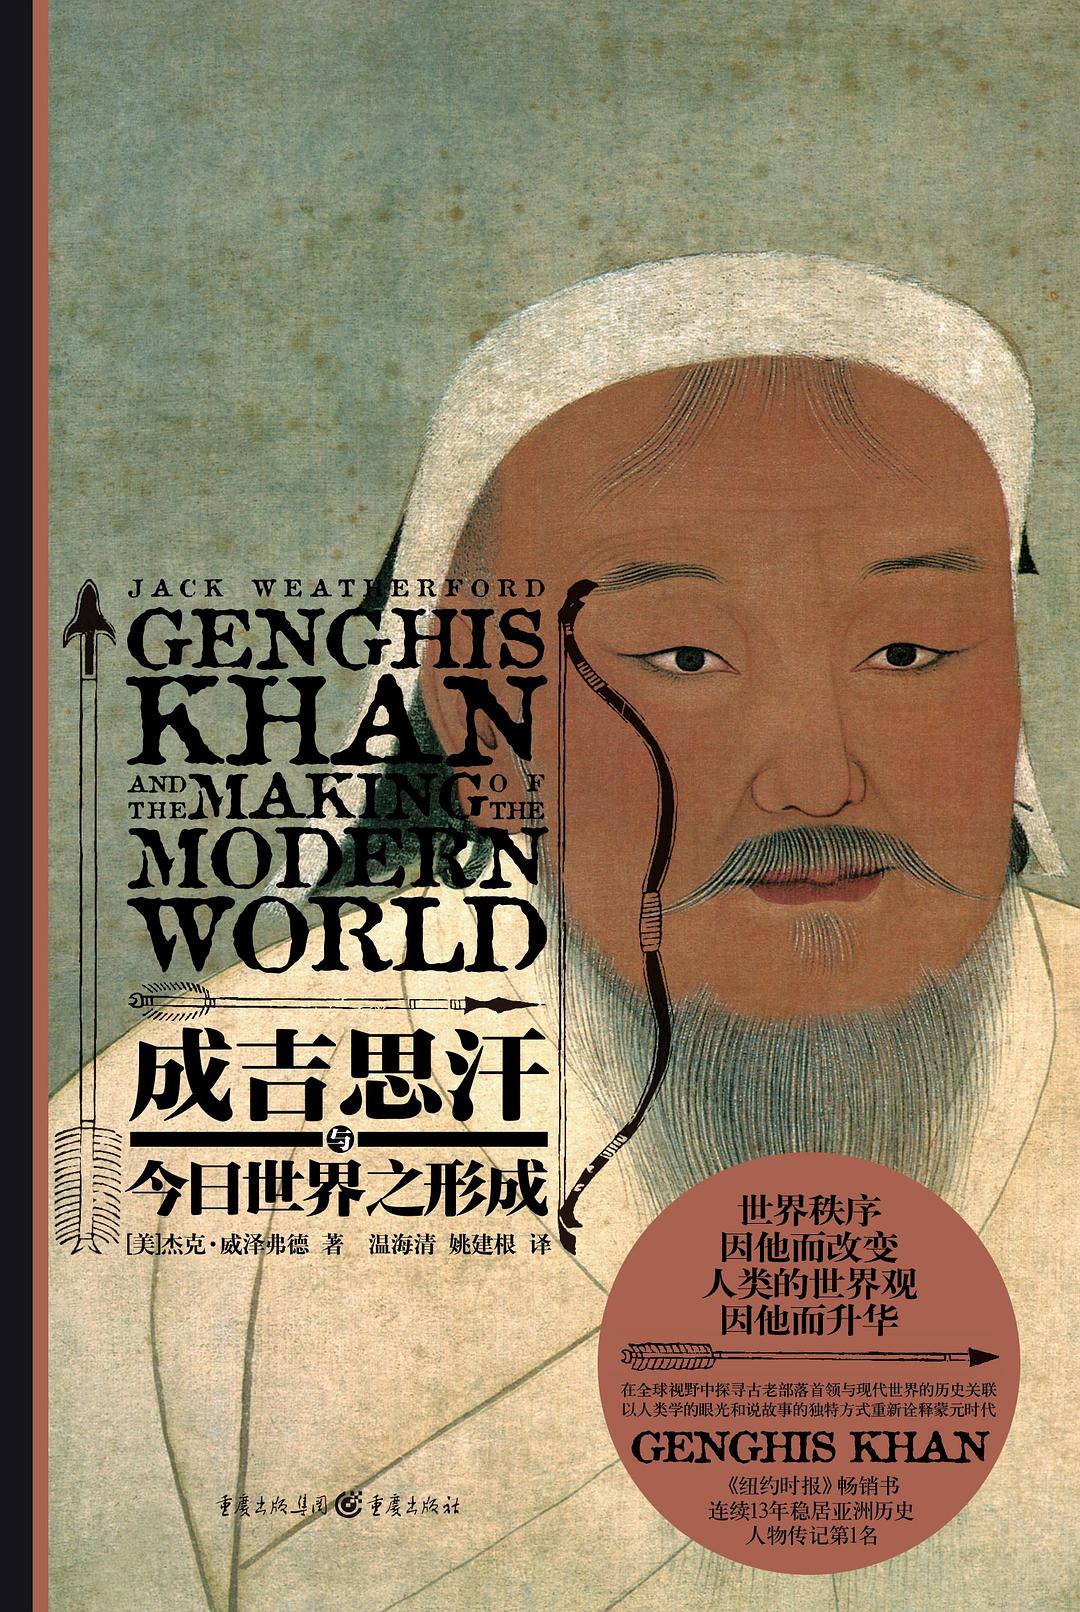 JACK WEATHERFORD
GENGHIS
KHAN
AND THE MAKING OF THE
MODERN
WORLD
成吉思汗
与
今日世界之形成
[美]杰克·威泽弗德 著 温海清 姚建根 译
世界秩序
因他而改变
人类的世界观
因他而升华
在全球视野中探寻古老部落首领与现代世界的历史关联
以人类学的眼光和说故事的独特方式重新诠释蒙元时代
GENGHIS KHAN
《纽约时报》畅销书
连续13年稳居亚洲历史
人物传记第1名
重庆出版集团 重庆出版社